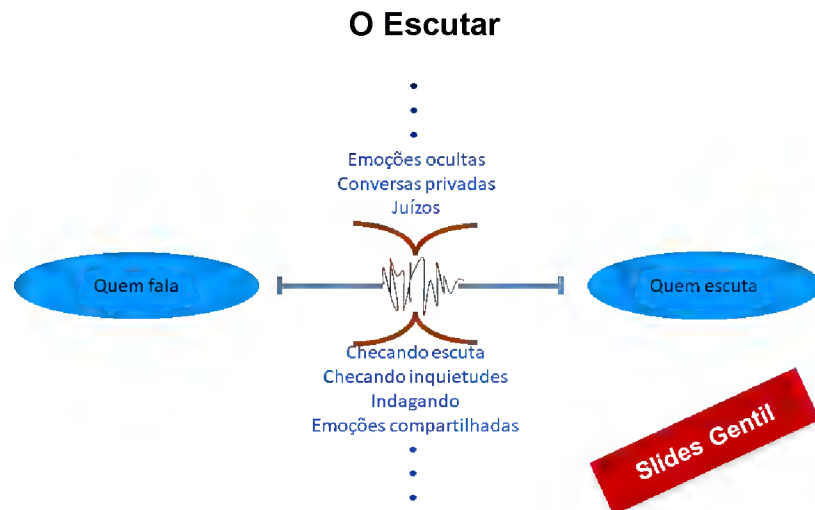 O Escutar
Emoções ocultas
Conversas privadas
Juízos
Quem fala
Quem escuta
Checando escuta
Checando inquietudes
Indagando
Emoções compartilhadas
Slides Gentil